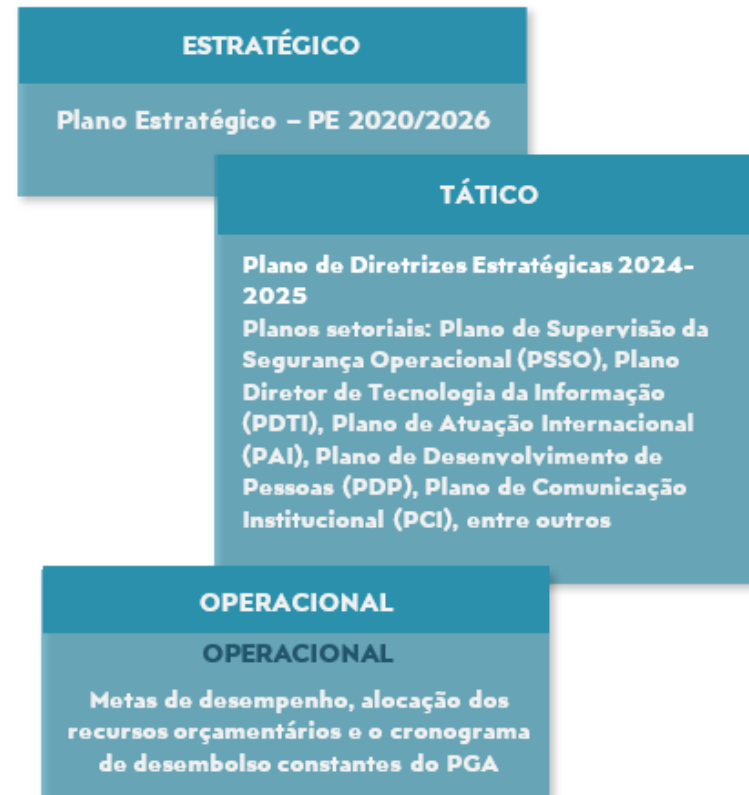 ESTRATÉGICO
Plano Estratégico – PE 2020/2026
TÁTICO
Plano de Diretrizes Estratégicas 2024-
2025
Planos setoriais: Plano de Supervisão da
Segurança Operacional (PSSO), Plano
Diretor de Tecnologia da Informação
(PDTI), Plano de Atuação Internacional
(PAI), Plano de Desenvolvimento de
Pessoas (PDP), Plano de Comunicação
Institucional (PCI), entre outros
OPERACIONAL
OPERACIONAL
Metas de desempenho, alocação dos
recursos orçamentários e o cronograma
de desembolso constantes do PGA